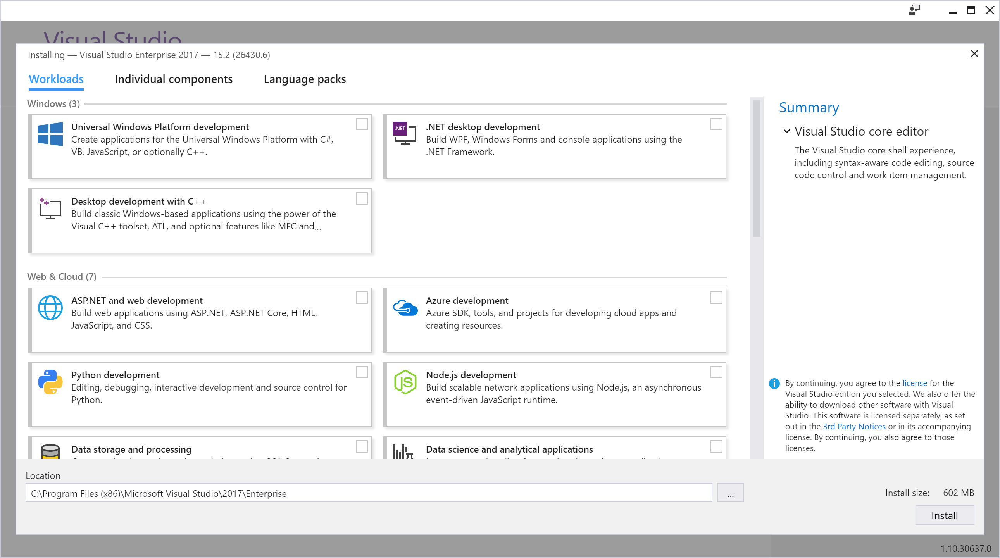 Visual Studio
Installing — Visual Studio Enterprise 2017 — 15.2 (26430.6)
Workloads
Individual components
Language packs
Windows (3)
Universal Windows Platform development
Create applications for the Universal Windows Platform with C#,
VB, JavaScript, or optionally C++.
.NET
.NET desktop development
Build WPF, Windows Forms and console applications using the
.NET Framework.
Desktop development with C++
Build classic Windows-based applications using the power of the
Visual C++ toolset, ATL, and optional features like MFC and...
Web & Cloud (7)
ASP.NET and web development
Build web applications using ASP.NET, ASP.NET Core, HTML,
JavaScript, and CSS.
Azure development
Azure SDK, tools, and projects for developing cloud apps and
creating resources.
Python development
Editing, debugging, interactive development and source control for
Python.
JS
Node.js development
Build scalable network applications using Node.js, an asynchronous
event-driven JavaScript runtime.
Data storage and processing
Data science and analytical applications
Summary
Visual Studio core editor
The Visual Studio core shell experience,
including syntax-aware code editing, source
code control and work item management.
By continuing, you agree to the license for the
Visual Studio edition you selected. We also offer the
ability to download other software with Visual
Studio. This software is licensed separately, as set
out in the 3rd Party Notices or in its accompanying
license. By continuing, you also agree to those
licenses.
Location
C:\Program Files (x86)\Microsoft Visual Studio\2017\Enterprise
...
Install size: 602 MB
Install
1.10.30637.0